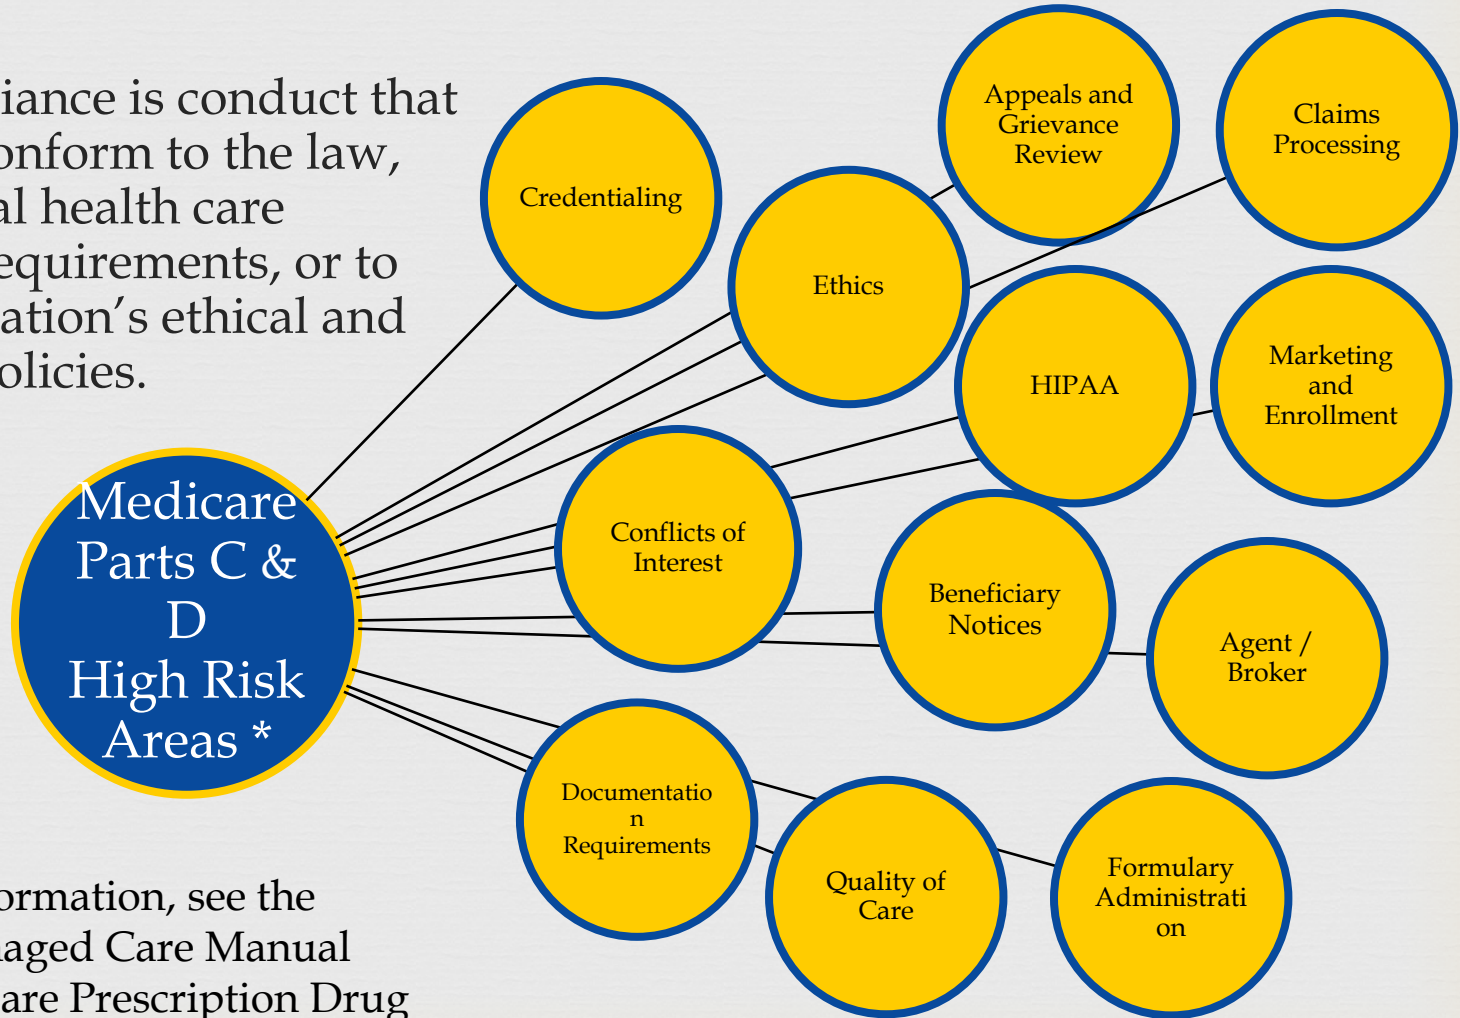 iance is conduct that
onform to the law,
al health care
equirements, or to
ation’s ethical and
olicies.
Credentialing
Appeals and
Grievance
Review
Claims
Processing
Ethics
HIPAA
Marketing
and
Enrollment
Medicare
Parts C &
D
High Risk
Areas *
Conflicts of
Interest
Beneficiary
Notices
Agent /
Broker
Documentatio
n
Requirements
Quality of
Care
Formulary
Administrati
on
ormation, see the
naged Care Manual
are Prescription Drug